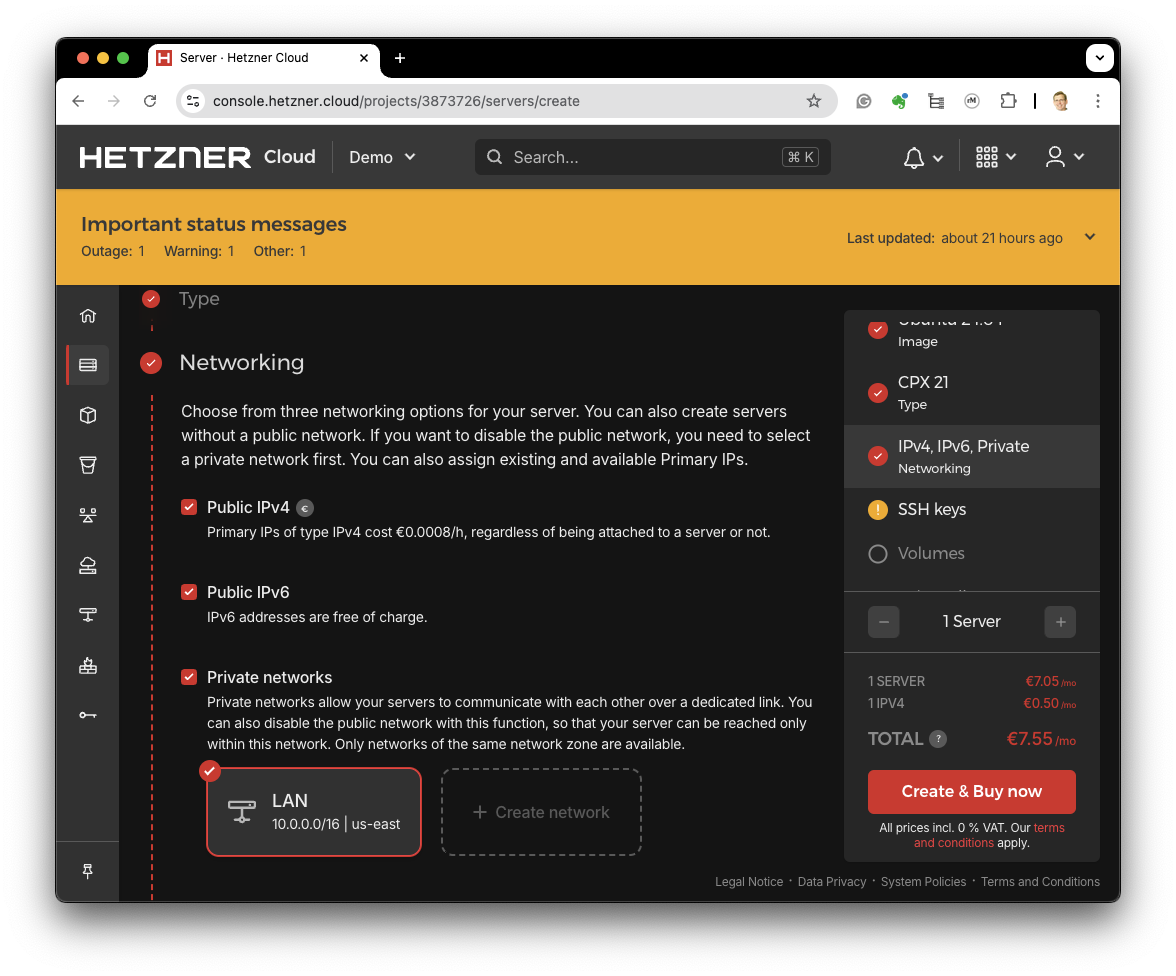 Server · Hetzner Cloud
console.hetzner.cloud/projects/3873726/servers/create
HETZNER Cloud
Demo
Search...
⌘ K
Important status messages
Outage: 1 Warning: 1 Other: 1
Last updated: about 21 hours ago
Type
Networking
Choose from three networking options for your server. You can also create servers
without a public network. If you want to disable the public network, you need to select
a private network first. You can also assign existing and available Primary IPs.
Public IPv4 €
Primary IPs of type IPv4 cost €0.0008/h, regardless of being attached to a server or not.
Public IPv6
IPv6 addresses are free of charge.
Private networks
Private networks allow your servers to communicate with each other over a dedicated link. You
can also disable the public network with this function, so that your server can be reached only
within this network. Only networks of the same network zone are available.
LAN
10.0.0.0/16 | us-east
+ Create network
Ubuntu 24.04
Image
CPX 21
Type
IPv4, IPv6, Private
Networking
SSH keys
Volumes
− 1 Server +
1 SERVER €7.05 /mo
1 IPV4 €0.50 /mo
TOTAL ? €7.55 /mo
Create & Buy now
All prices incl. 0 % VAT. Our terms
and conditions apply.
Legal Notice · Data Privacy · System Policies · Terms and Conditions